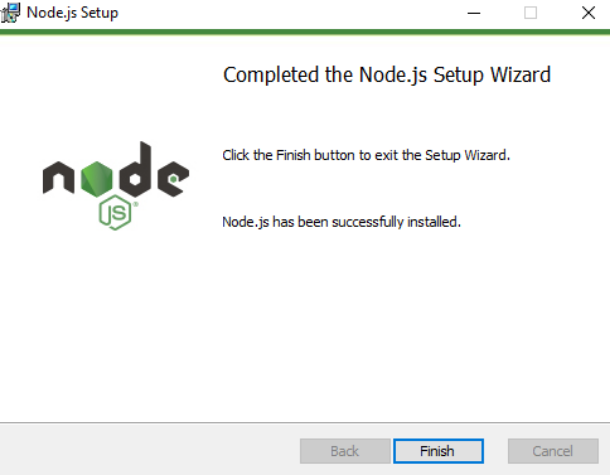 Node.js Setup
Completed the Node.js Setup Wizard
Click the Finish button to exit the Setup Wizard.
node
JS
Node.js has been successfully installed.
Back Finish Cancel